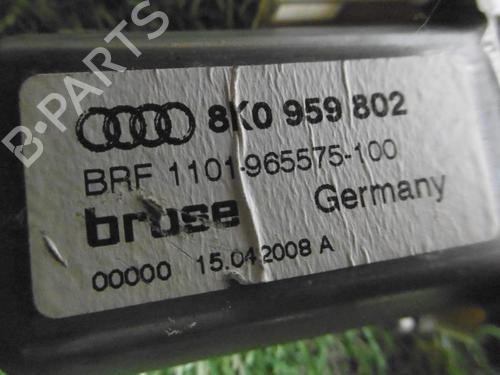 B·PARTS
8K0 959 802
BRF 1101-965575-100
brose Germany
00000 15.04.2008 A